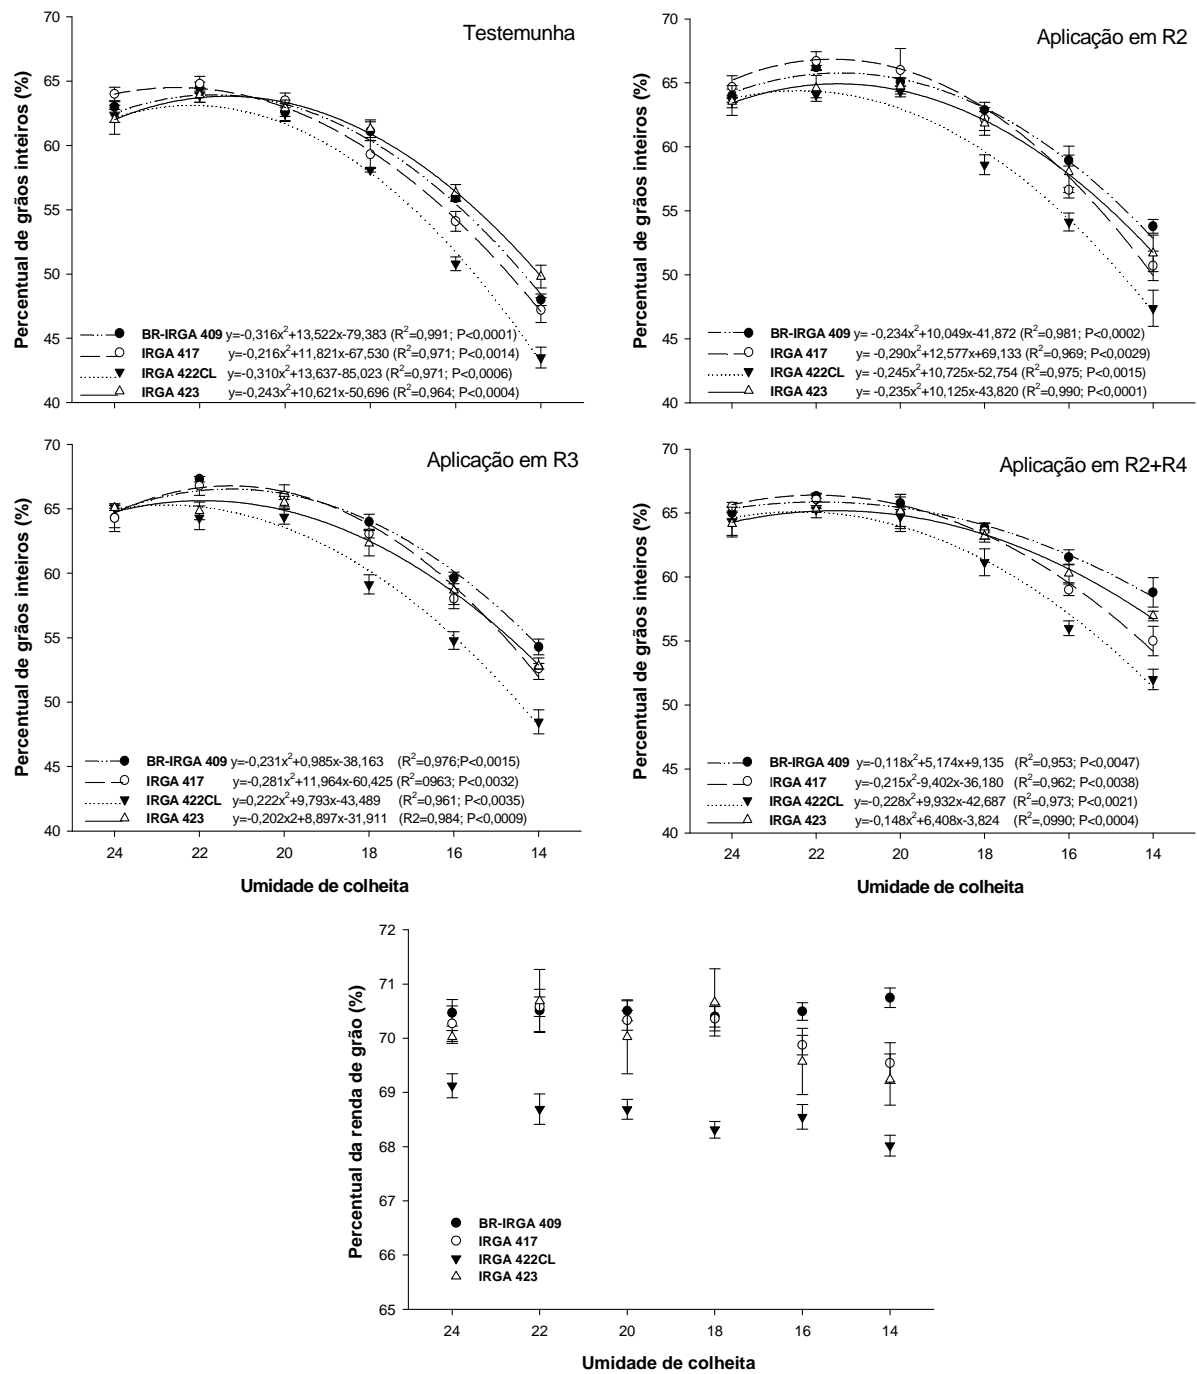 Testemunha
Percentual de grãos inteiros (%)
70
65
60
55
50
45
40
BR-IRGA 409 y=-0,316x²+13,522x-79,383 (R²=0,991; P<0,0001)
IRGA 417 y=-0,216x²+11,821x-67,530 (R²=0,971; P<0,0014)
IRGA 422CL y=-0,310x²+13,637-85,023 (R²=0,971; P<0,0006)
IRGA 423 y=-0,243x²+10,621x-50,696 (R²=0,964; P<0,0004)
Aplicação em R2
Percentual de grãos inteiros (%)
70
65
60
55
50
45
40
BR-IRGA 409 y= -0,234x²+10,049x-41,872 (R²=0,981; P<0,0002)
IRGA 417 y= -0,290x²+12,577x+69,133 (R²=0,969; P<0,0029)
IRGA 422CL y= -0,245x²+10,725x-52,754 (R²=0,975; P<0,0015)
IRGA 423 y= -0,235x²+10,125x-43,820 (R²=0,990; P<0,0001)
Aplicação em R3
Percentual de grãos inteiros (%)
70
65
60
55
50
45
40
BR-IRGA 409 y=-0,231x²+0,985x-38,163 (R²=0,976;P<0,0015)
IRGA 417 y=-0,281x²+11,964x-60,425 (R²=0963; P<0,0032)
IRGA 422CL y=0,222x²+9,793x-43,489 (R²=0,961; P<0,0035)
IRGA 423 y=-0,202x2+8,897x-31,911 (R2=0,984; P<0,0009)
24 22 20 18 16 14
Umidade de colheita
Aplicação em R2+R4
Percentual de grãos inteiros (%)
70
65
60
55
50
45
40
BR-IRGA 409 y=-0,118x²+5,174x+9,135 (R²=0,953; P<0,0047)
IRGA 417 y=-0,215x²-9,402x-36,180 (R²=0,962; P<0,0038)
IRGA 422CL y=-0,228x²+9,932x-42,687 (R²=0,973; P<0,0021)
IRGA 423 y=-0,148x²+6,408x-3,824 (R²=,0990; P<0,0004)
24 22 20 18 16 14
Umidade de colheita
Percentual da renda de grão (%)
72
71
70
69
68
67
66
65
BR-IRGA 409
IRGA 417
IRGA 422CL
IRGA 423
24 22 20 18 16 14
Umidade de colheita